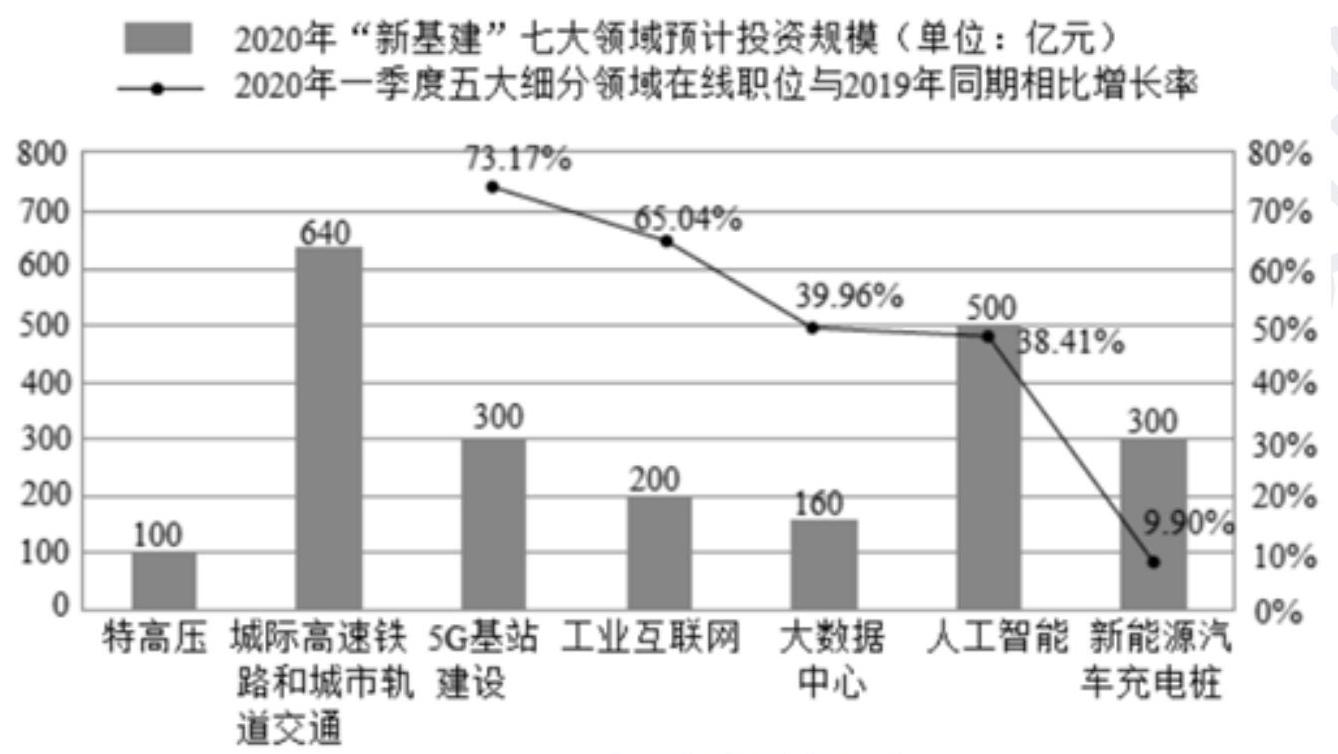 2020年“新基建”七大领域预计投资规模（单位：亿元）
2020年一季度五大细分领域在线职位与2019年同期相比增长率
800
700
600
500
400
300
200
100
0
80%
70%
60%
50%
40%
30%
20%
10%
0%
73.17%
65.04%
39.96%
38.41%
9.90%
100
640
300
200
160
500
300
特高压
城际高速铁
路和城市轨
道交通
5G基站
建设
工业互联网
大数据
中心
人工智能
新能源汽
车充电桩